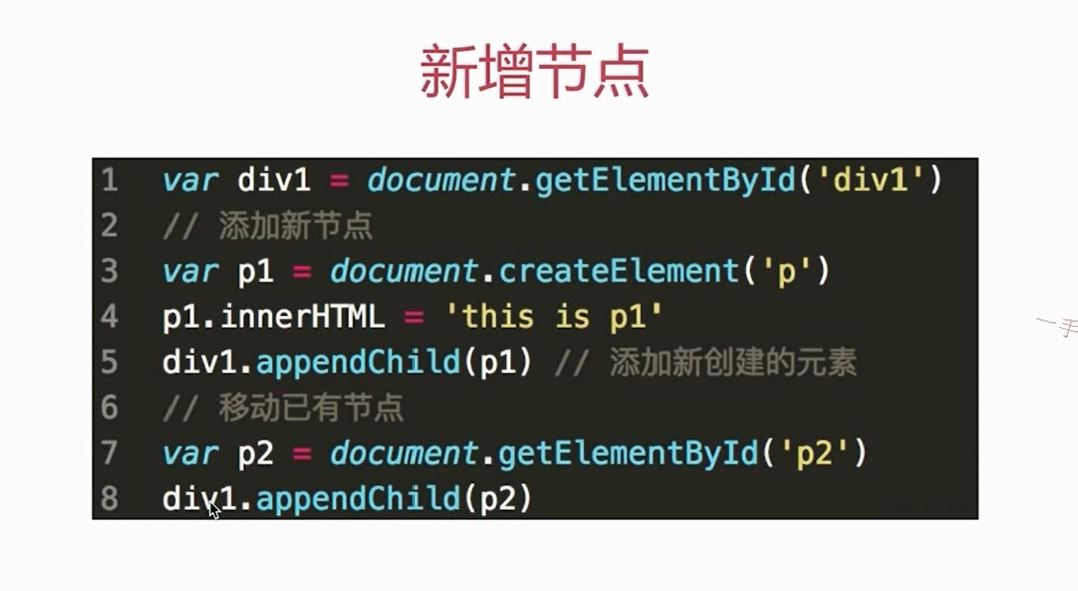 新增节点
1 var div1 = document.getElementById('div1')
2 // 添加新节点
3 var p1 = document.createElement('p')
4 p1.innerHTML = 'this is p1'
5 div1.appendChild(p1) // 添加新创建的元素
6 // 移动已有节点
7 var p2 = document.getElementById('p2')
8 div1.appendChild(p2)
一手